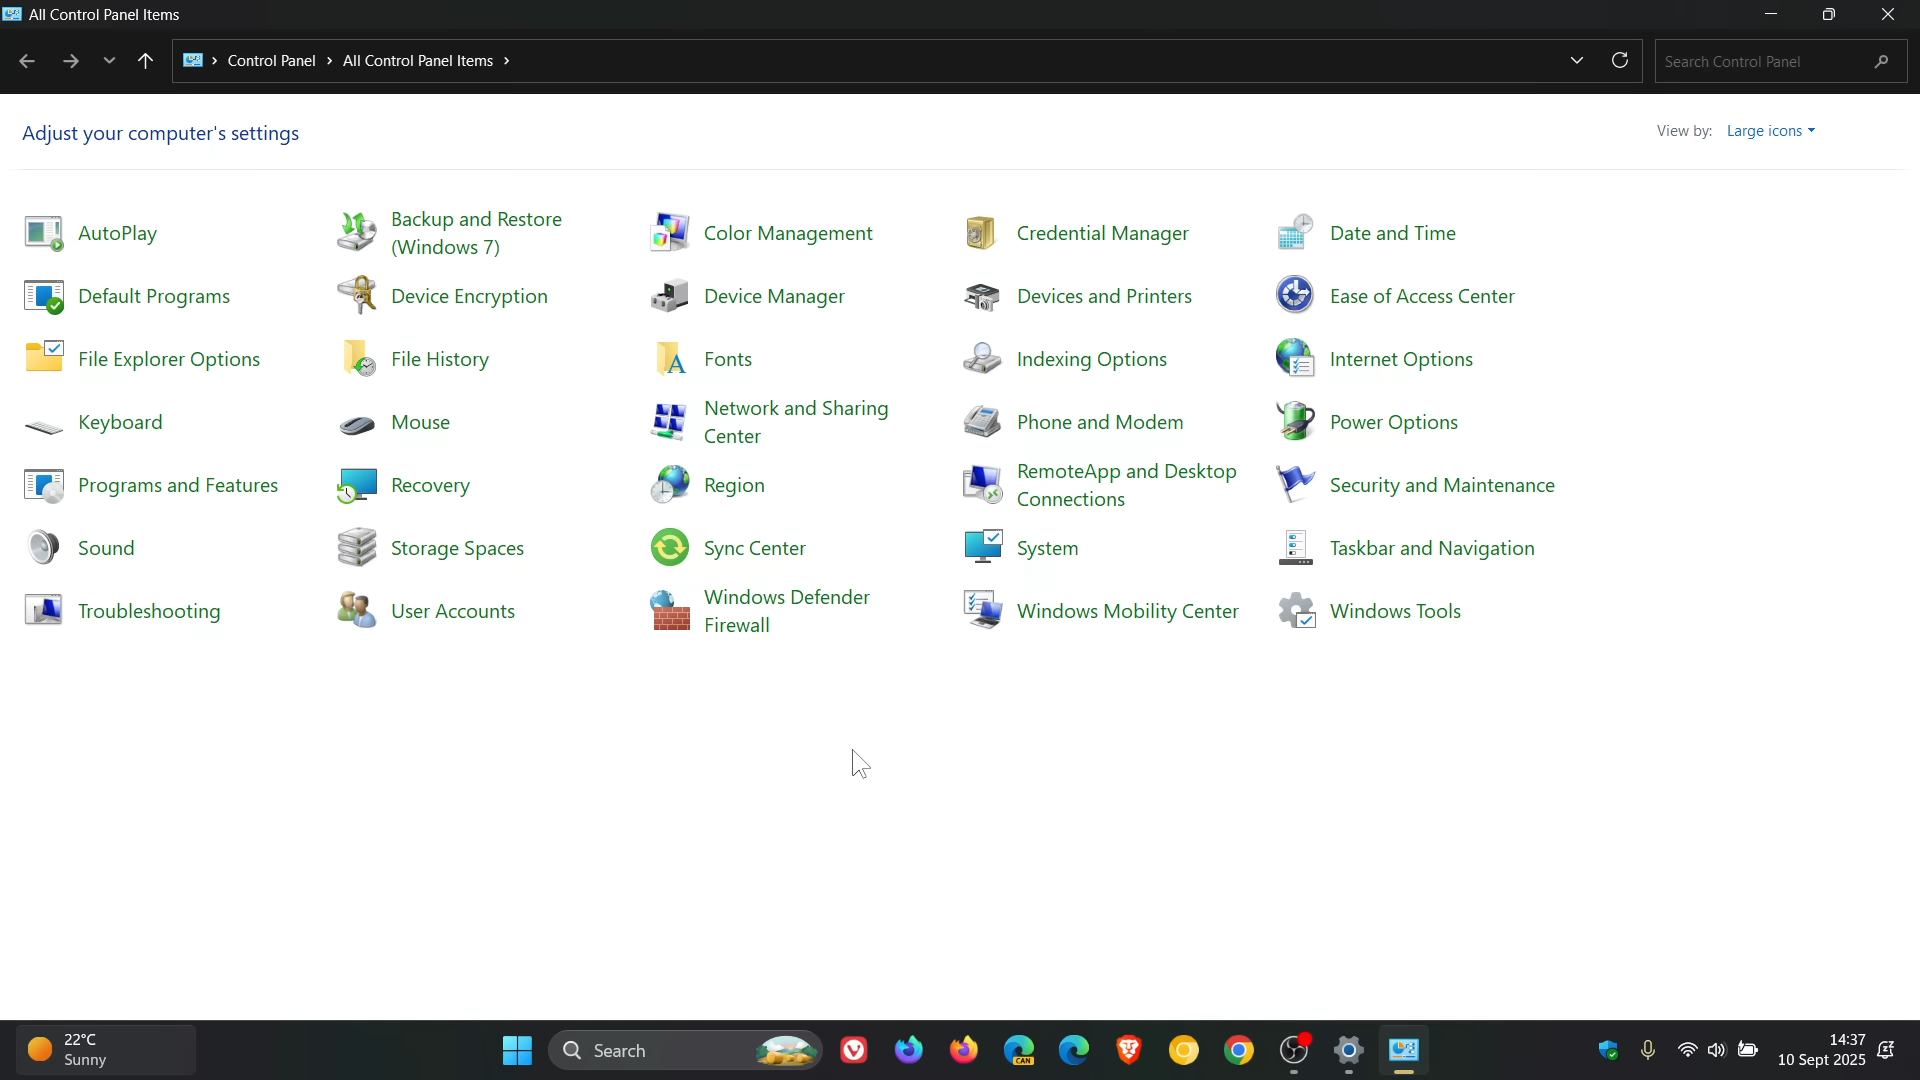 All Control Panel Items
Control Panel
All Control Panel Items
Search Control Panel
Adjust your computer's settings
View by: Large icons
AutoPlay
Backup and Restore
(Windows 7)
Color Management
Credential Manager
Date and Time
Default Programs
Device Encryption
Device Manager
Devices and Printers
Ease of Access Center
File Explorer Options
File History
Fonts
Indexing Options
Internet Options
Keyboard
Mouse
Network and Sharing
Center
Phone and Modem
Power Options
Programs and Features
Recovery
Region
RemoteApp and Desktop
Connections
Security and Maintenance
Sound
Storage Spaces
Sync Center
System
Taskbar and Navigation
Troubleshooting
User Accounts
Windows Defender
Firewall
Windows Mobility Center
Windows Tools
22°C
Sunny
Search
CAN
14:37
10 Sept 2025